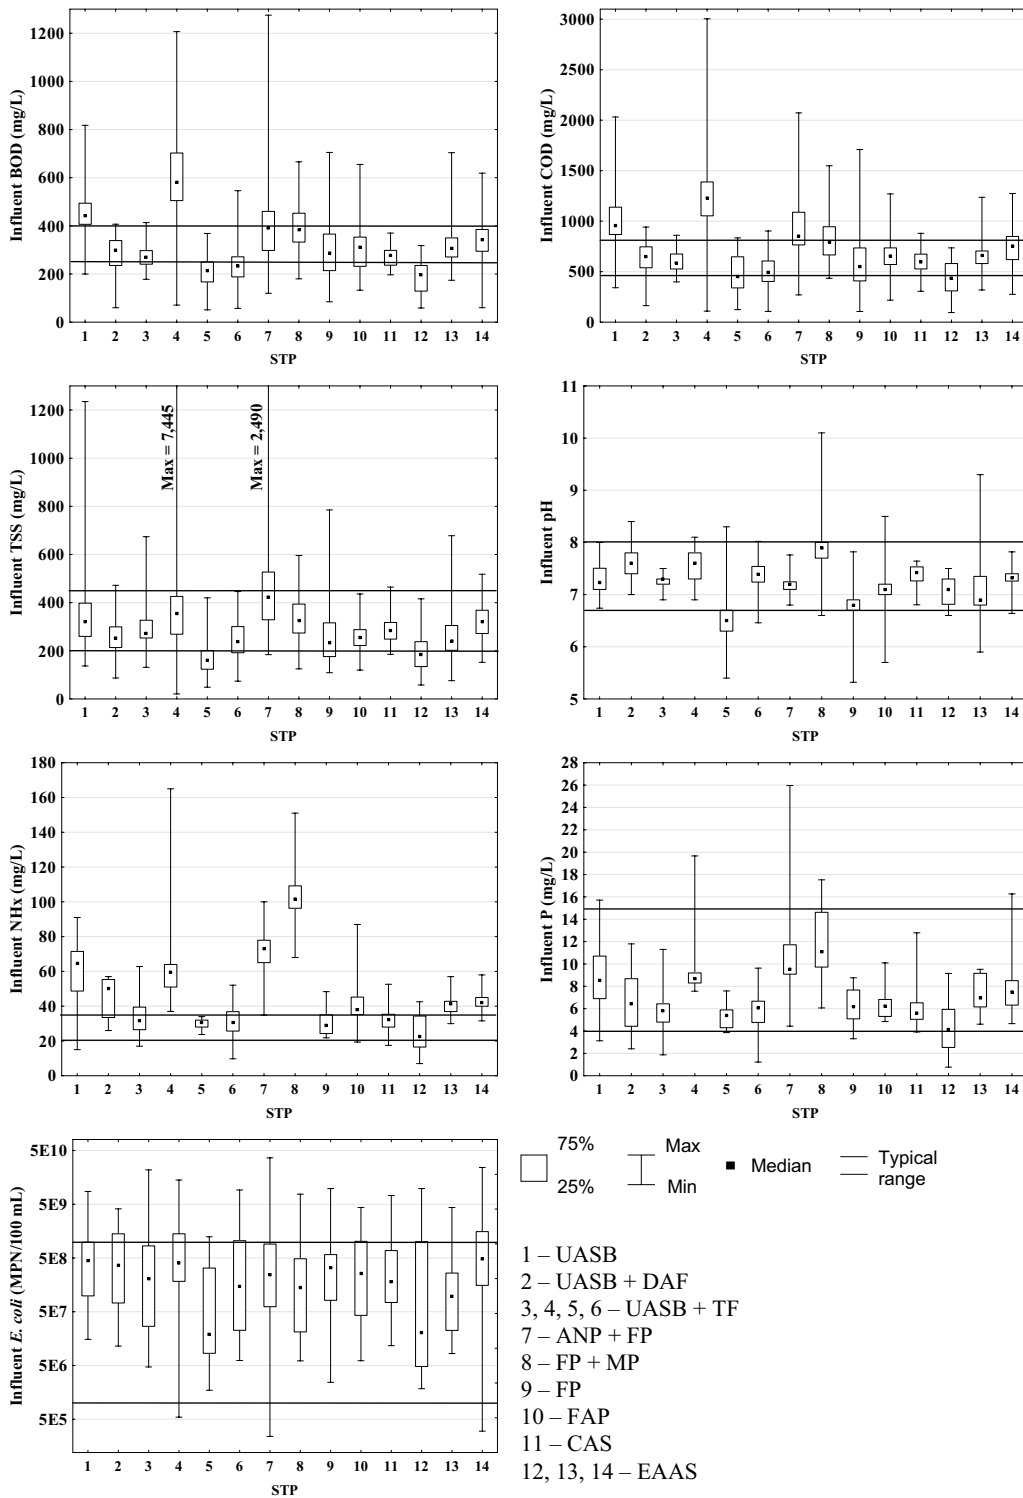 Influent BOD (mg/L)
1200
1000
800
600
400
200
0
1 2 3 4 5 6 7 8 9 10 11 12 13 14
STP
Influent COD (mg/L)
3000
2500
2000
1500
1000
500
0
1 2 3 4 5 6 7 8 9 10 11 12 13 14
STP
Influent TSS (mg/L)
1200
1000
800
600
400
200
0
Max = 7,445
Max = 2,490
1 2 3 4 5 6 7 8 9 10 11 12 13 14
STP
Influent pH
11
10
9
8
7
6
5
1 2 3 4 5 6 7 8 9 10 11 12 13 14
STP
Influent NHx (mg/L)
180
160
140
120
100
80
60
40
20
0
1 2 3 4 5 6 7 8 9 10 11 12 13 14
STP
Influent P (mg/L)
28
26
24
22
20
18
16
14
12
10
8
6
4
2
0
1 2 3 4 5 6 7 8 9 10 11 12 13 14
STP
Influent E. coli (MPN/100 mL)
5E10
5E9
5E8
5E7
5E6
5E5
1 2 3 4 5 6 7 8 9 10 11 12 13 14
STP
75%
25%
Max
Min
Median
Typical
range
1 – UASB
2 – UASB + DAF
3, 4, 5, 6 – UASB + TF
7 – ANP + FP
8 – FP + MP
9 – FP
10 – FAP
11 – CAS
12, 13, 14 – EAAS